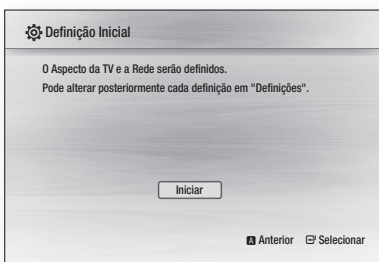 Definição Inicial
O Aspecto da TV e a Rede serão definidos.
Pode alterar posteriormente cada definição em "Definições".
Iniciar
A Anterior Selecionar